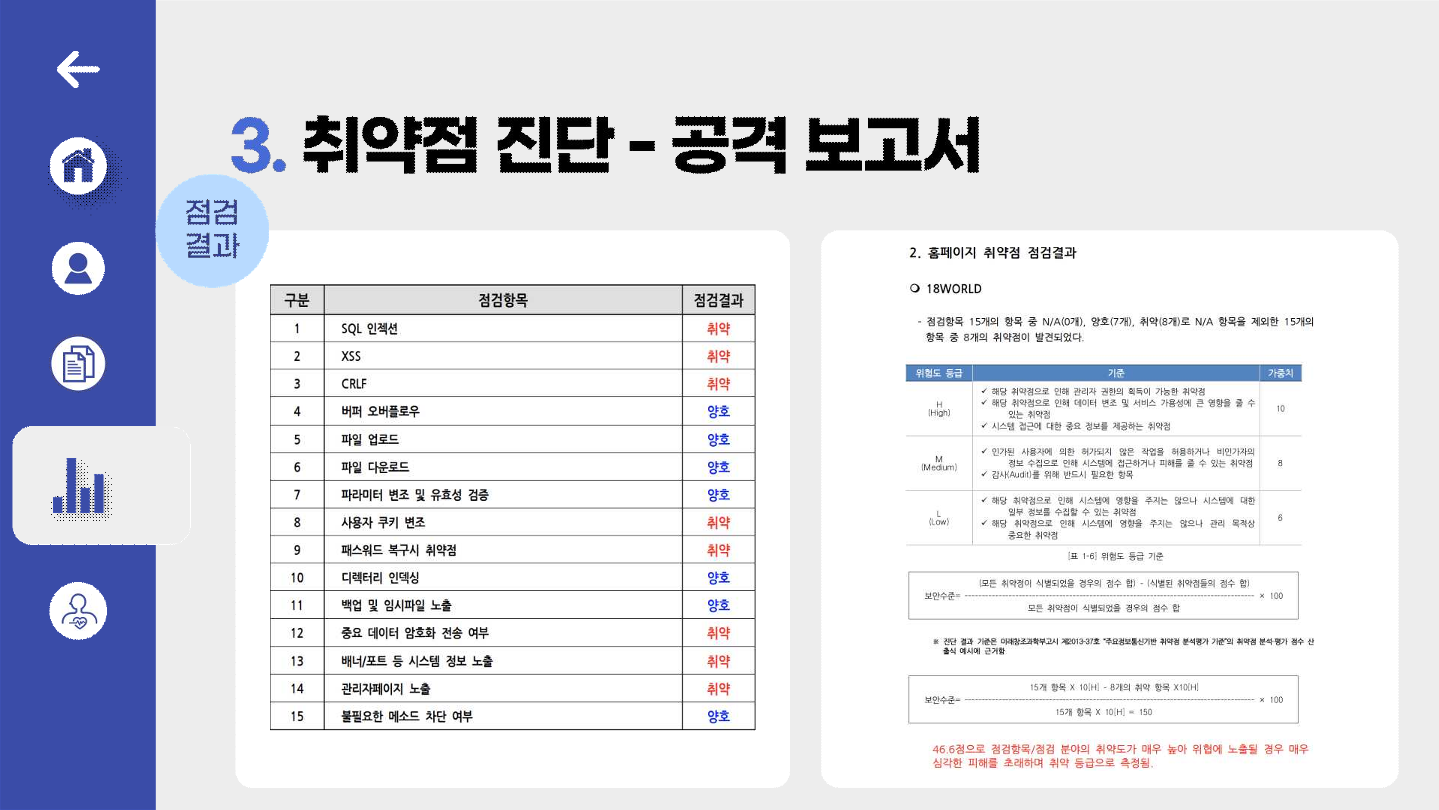 3. 취약점 진단 - 공격 보고서
점검
결과
구분 점검항목 점검결과
1 SQL 인젝션 취약
2 XSS 취약
3 CRLF 취약
4 버퍼 오버플로우 양호
5 파일 업로드 양호
6 파일 다운로드 양호
7 파라미터 변조 및 유효성 검증 양호
8 사용자 쿠키 변조 취약
9 패스워드 복구시 취약점 취약
10 디렉터리 인덱싱 양호
11 백업 및 임시파일 노출 양호
12 중요 데이터 암호화 전송 여부 취약
13 배너/포트 등 시스템 정보 노출 취약
14 관리자페이지 노출 취약
15 불필요한 메소드 차단 여부 양호
2. 홈페이지 취약점 점검결과
❍ 18WORLD
- 점검항목 15개의 항목 중 N/A(0개), 양호(7개), 취약(8개)로 N/A 항목을 제외한 15개의
항목 중 8개의 취약점이 발견되었다.
위험도 등급 기준 가중치
H
(High)
✓ 해당 취약점으로 인해 관리자 권한의 획득이 가능한 취약점
✓ 해당 취약점으로 인해 데이터 변조 및 서비스 가용성에 큰 영향을 줄 수
있는 취약점
✓ 시스템 접근에 대한 중요 정보를 제공하는 취약점
10
M
(Medium)
✓ 인가된 사용자에 의한 허가되지 않은 작업을 허용하거나 비인가자의
정보 수집으로 인해 시스템에 접근하거나 피해를 줄 수 있는 취약점
✓ 감사(Audit)를 위해 반드시 필요한 항목
8
L
(Low)
✓ 해당 취약점으로 인해 시스템에 영향을 주지는 않으나 시스템에 대한
일부 정보를 수집할 수 있는 취약점
✓ 해당 취약점으로 인해 시스템에 영향을 주지는 않으나 관리 목적상
중요한 취약점
6
[표 1-6] 위험도 등급 기준
(모든 취약점이 식별되었을 경우의 점수 합) - (식별된 취약점들의 점수 합)
보안수준= × 100
모든 취약점이 식별되었을 경우의 점수 합
※ 진단 결과 기준은 미래창조과학부고시 제2013-37호 "주요정보통신기반 취약점 분석평가 기준"의 취약점 분석·평가 점수 산
출식 예시에 근거함
15개 항목 X 10[H] - 8개의 취약 항목 X10[H]
보안수준= × 100
15개 항목 X 10[H] = 150
46.6점으로 점검항목/점검 분야의 취약도가 매우 높아 위협에 노출될 경우 매우
심각한 피해를 초래하며 취약 등급으로 측정됨.